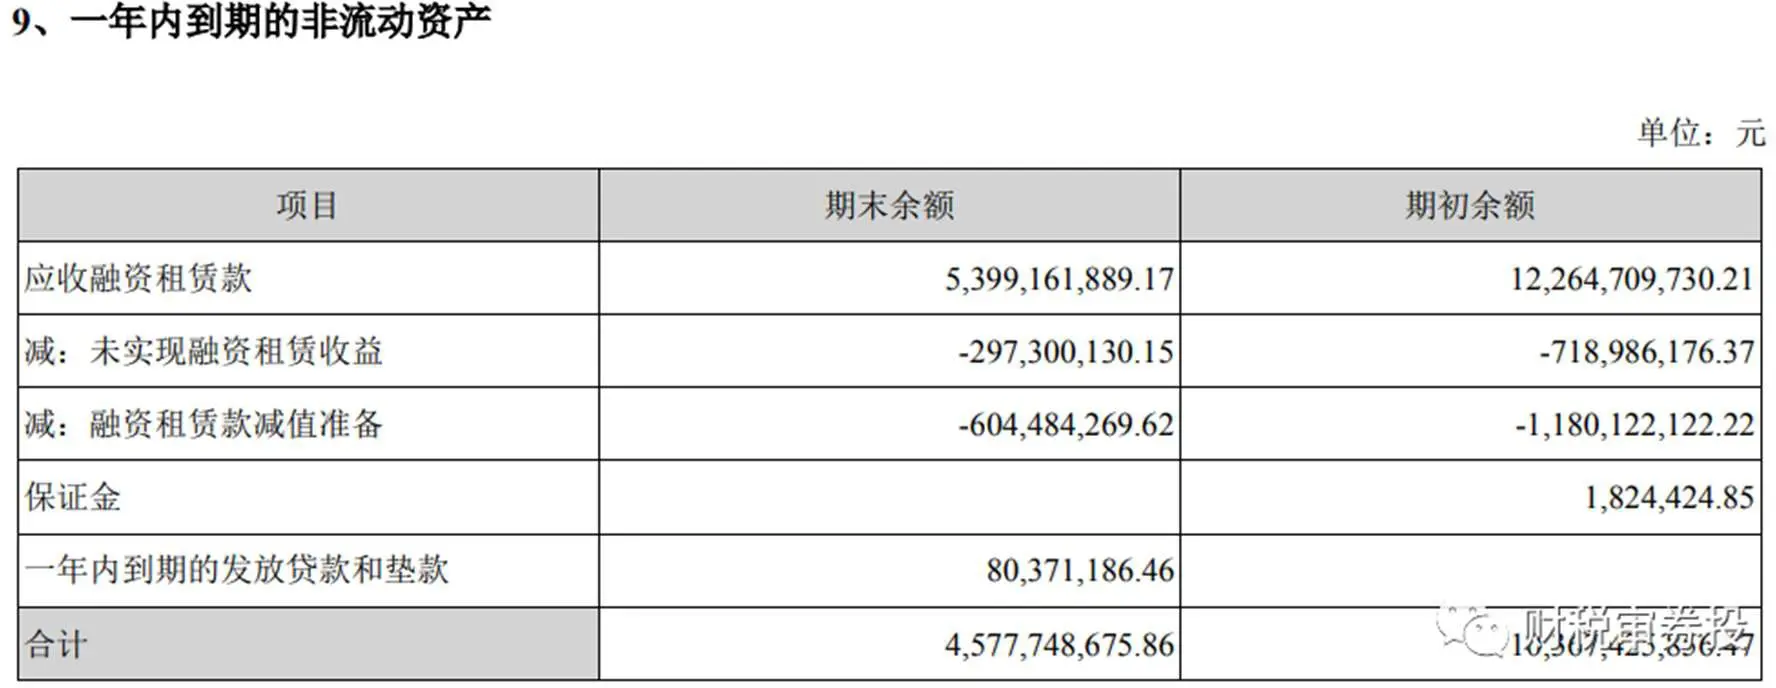 9、一年内到期的非流动资产
单位：元
项目 期末余额 期初余额
应收融资租赁款 5,399,161,889.17 12,264,709,730.21
减：未实现融资租赁收益 -297,300,130.15 -718,986,176.37
减：融资租赁款减值准备 -604,484,269.62 -1,180,122,122.22
保证金 1,824,424.85
一年内到期的发放贷款和垫款 80,371,186.46
合计 4,577,748,675.86 10,367,425,856.47
财税审券投